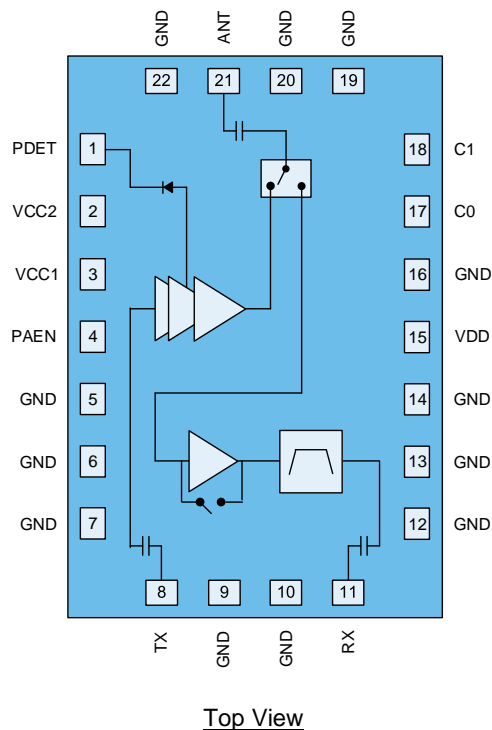 GND ANT GND GND
22 21 20 19
PDET 1 18 C1
VCC2 2 17 C0
VCC1 3 16 GND
PAEN 4 15 VDD
GND 5 14 GND
GND 6 13 GND
GND 7 12 GND
8 9 10 11
TX GND GND RX
Top View